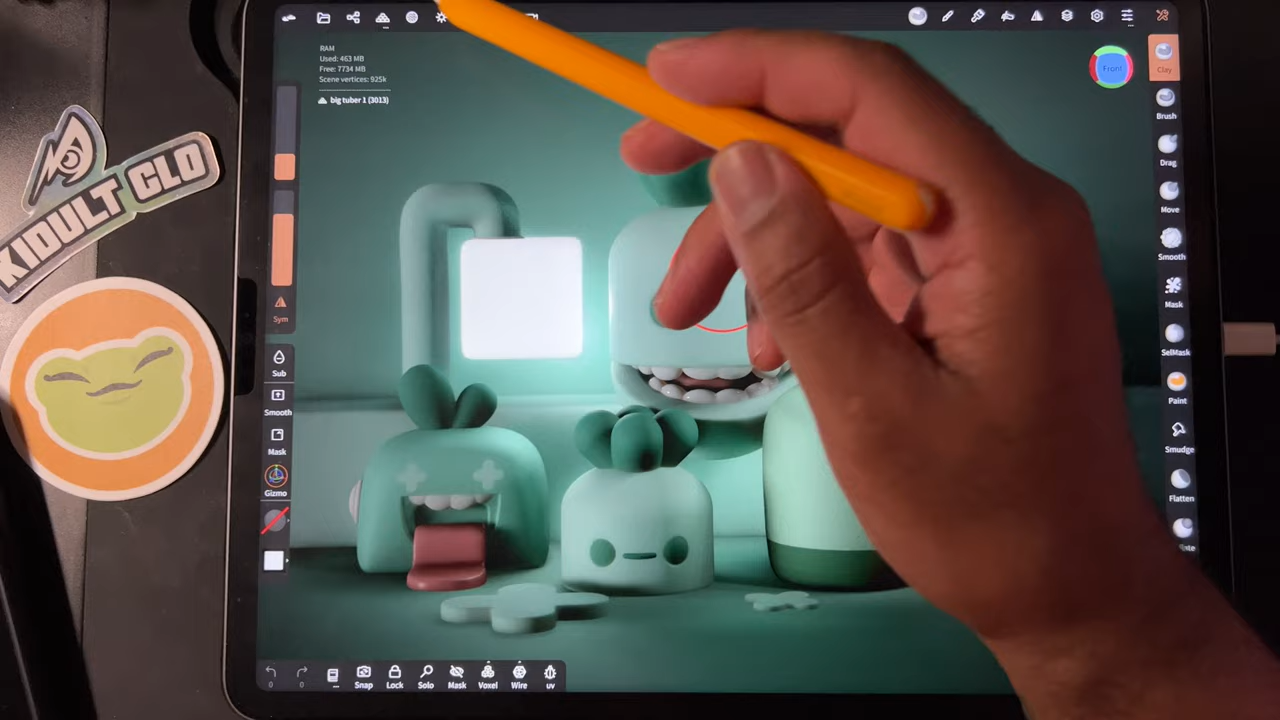 RAM
Used: 463 MB
Free: 7734 MB
Scene vertices: 925k
big tuber 1 (3013)
Front
Clay
Brush
Drag
Move
Smooth
Mask
SelMask
Paint
Smudge
Flatten
Sym
Sub
Smooth
Mask
Gizmo
0
0
Snap
Lock
Solo
Mask
Voxel
Wire
uv
KIDULT CLO